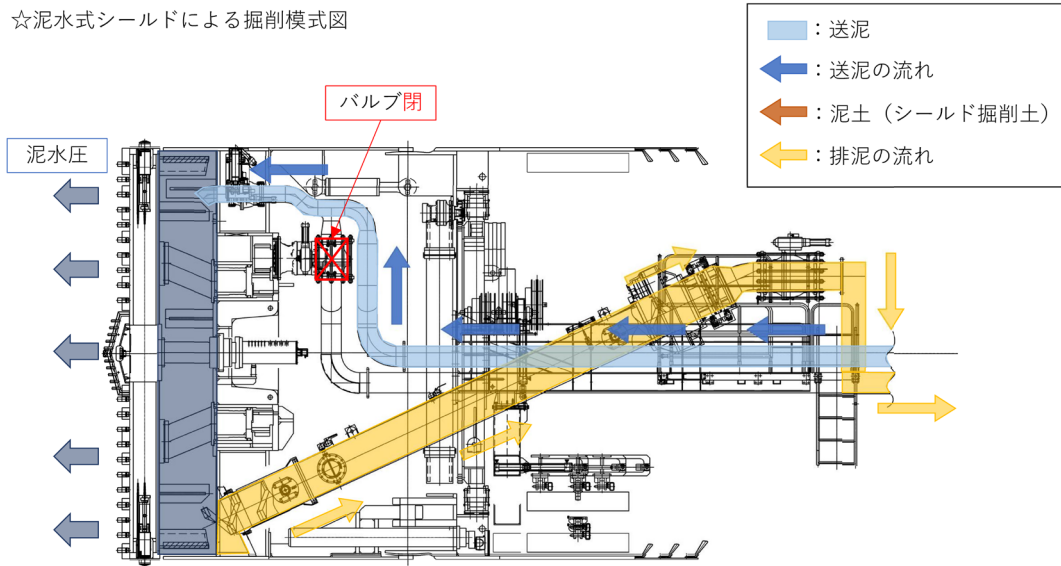 ☆泥水式シールドによる掘削模式図
：送泥
：送泥の流れ
：泥土（シールド掘削土）
：排泥の流れ
バルブ閉
泥水圧